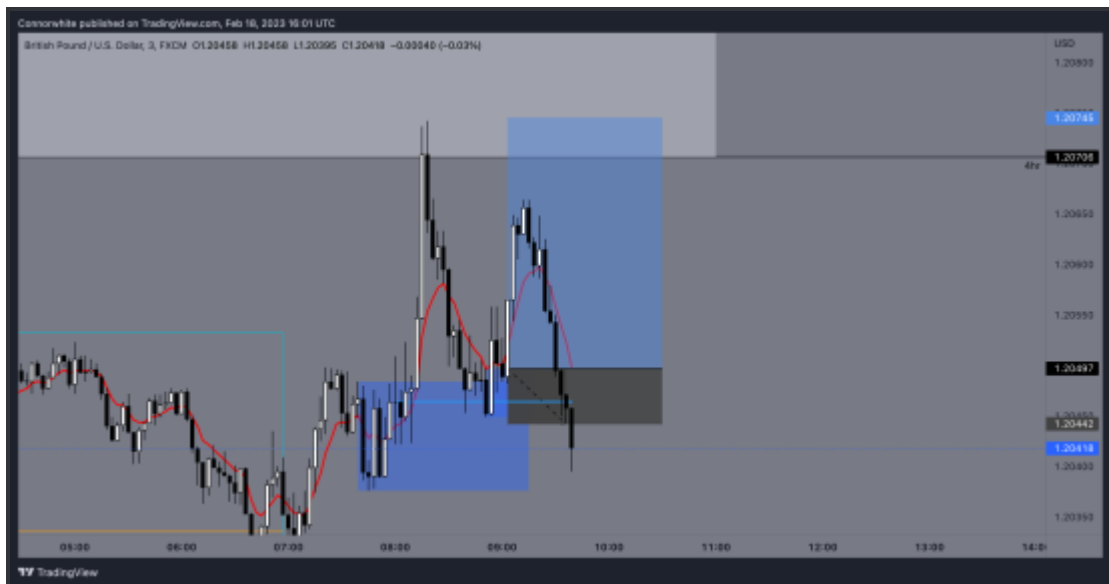 Connorwhite published on TradingView.com, Feb 18, 2023 16:01 UTC
British Pound / U.S. Dollar, 3, FXCM O1.20458 H1.20458 L1.20395 C1.20418 −0.00040 (−0.03%)
USD
1.20800
1.20745
1.20706
4hr
1.20650
1.20600
1.20550
1.20497
1.20442
1.20418
1.20400
1.20350
05:00 06:00 07:00 08:00 09:00 10:00 11:00 12:00 13:00
TradingView